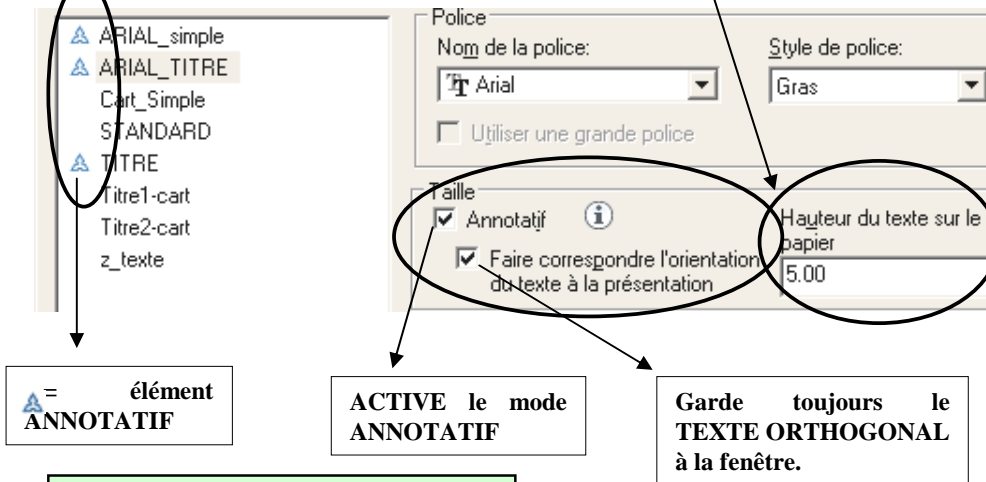 ARIAL_simple
ARIAL_TITRE
Cart_Simple
STANDARD
TITRE
Titre1-cart
Titre2-cart
z_texte
Police
Nom de la police:
Style de police:
Arial
Gras
Utiliser une grande police
Taille
Annotatif
Faire correspondre l'orientation
du texte à la présentation
Hauteur du texte sur le
papier
5.00
= élément
ANNOTATIF
ACTIVE le mode
ANNOTATIF
Garde toujours le
TEXTE ORTHOGONAL
à la fenêtre.